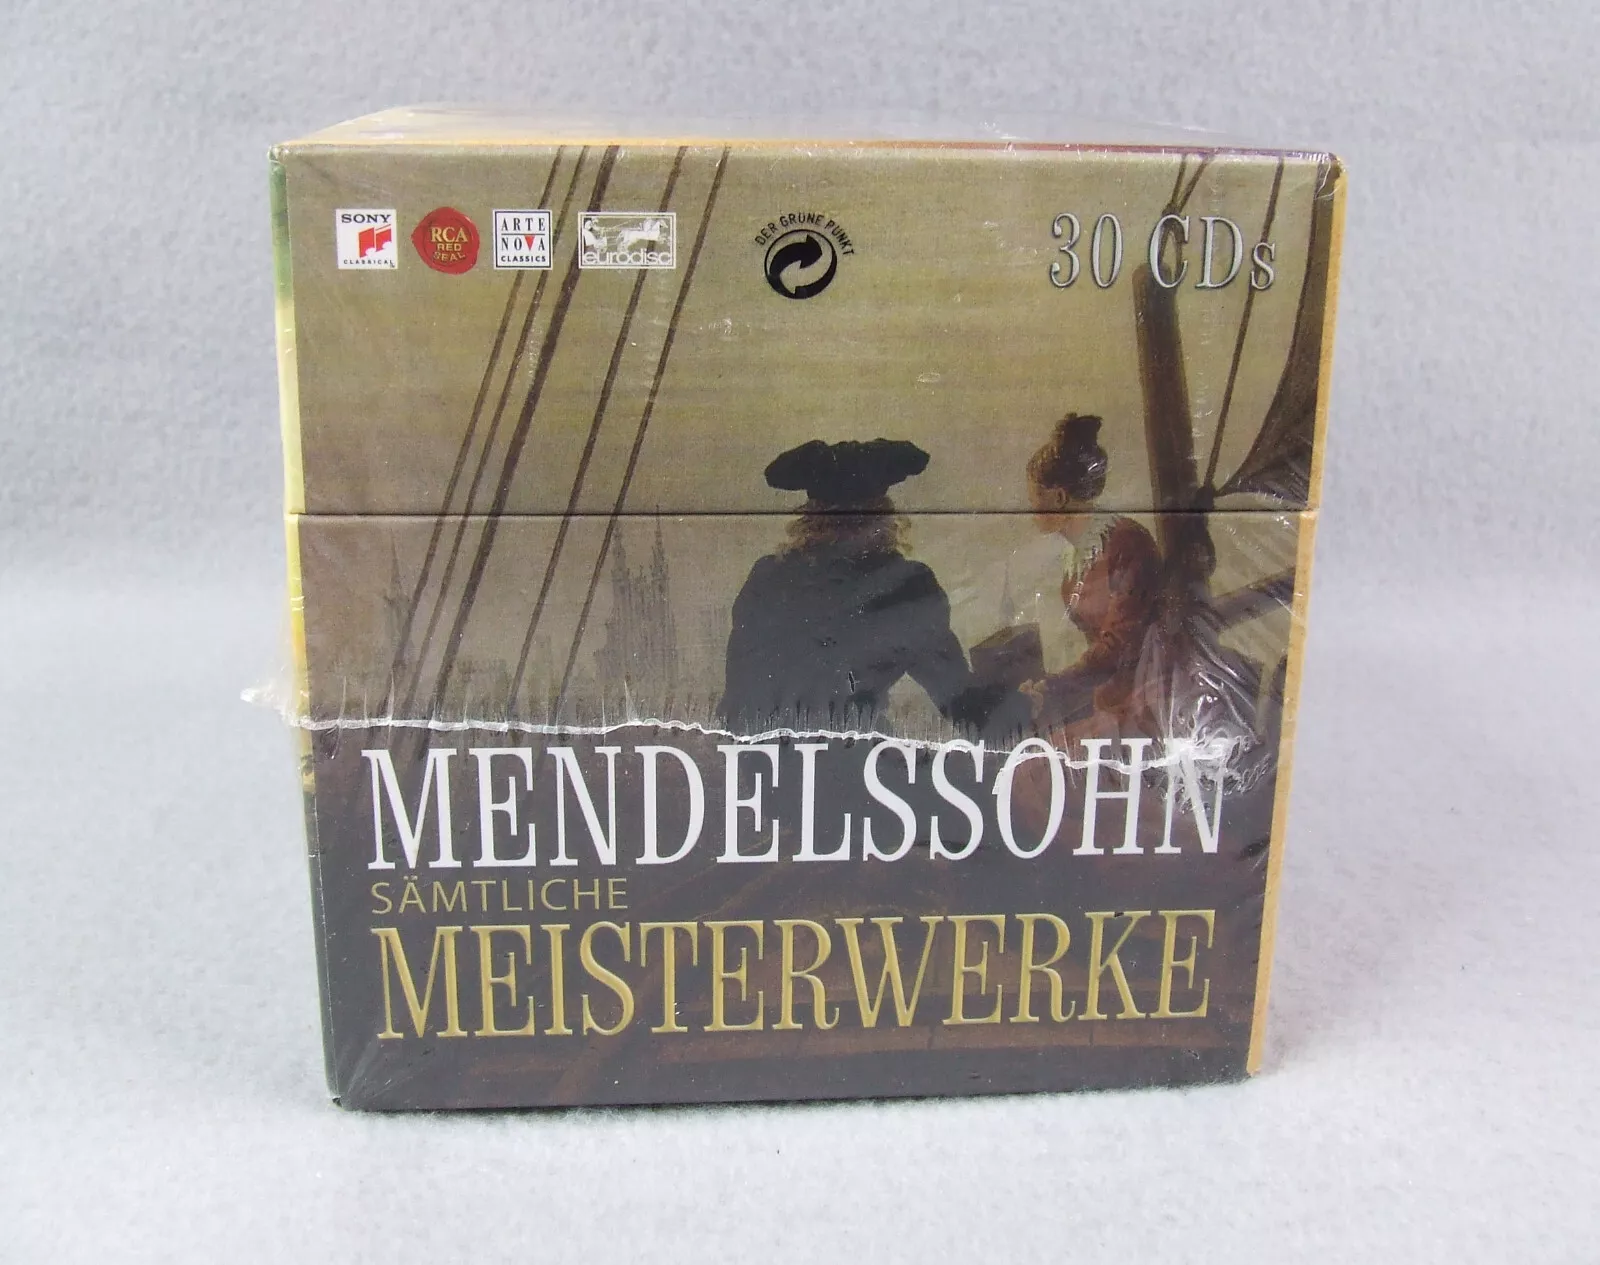 SONY
CLASSICAL
RCA
RED
SEAL
ARTE
NOVA
CLASSICS
eurodisc
DER GRÜNE PUNKT
30 CDs
MENDELSSOHN
SÄMTLICHE
MEISTERWERKE